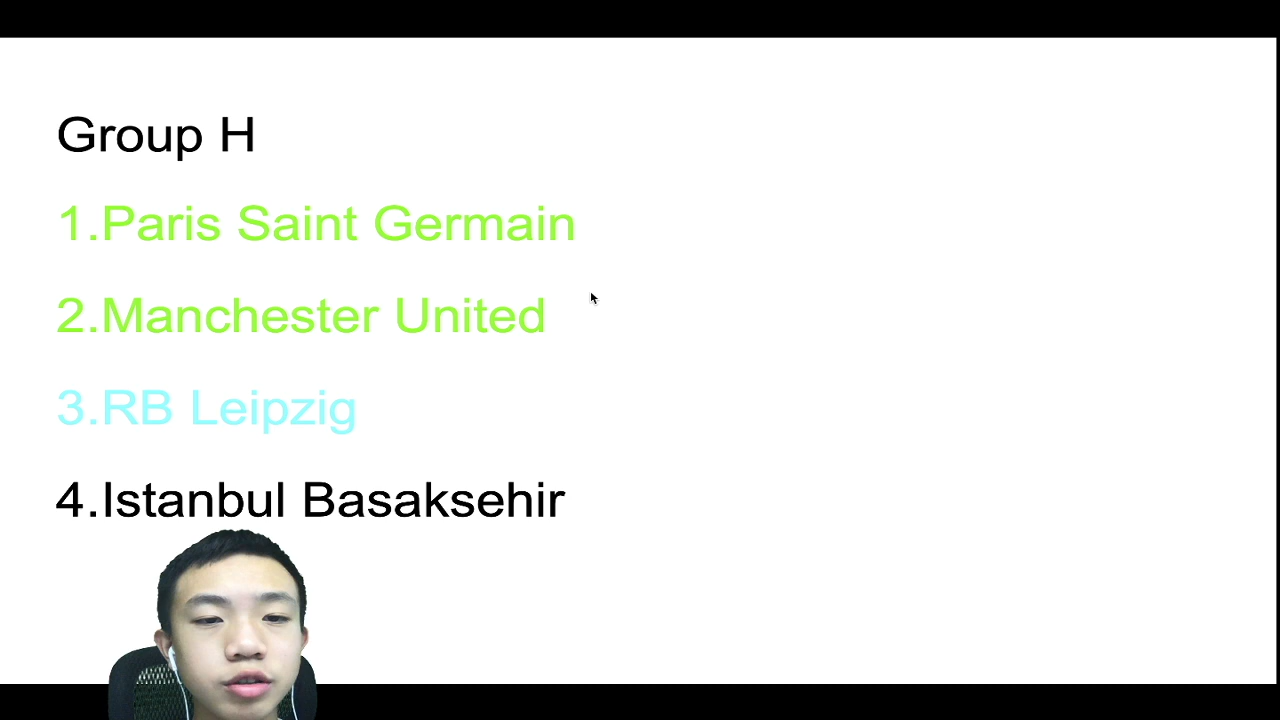 Group H
1.Paris Saint Germain
2.Manchester United
3.RB Leipzig
4.Istanbul Basaksehir